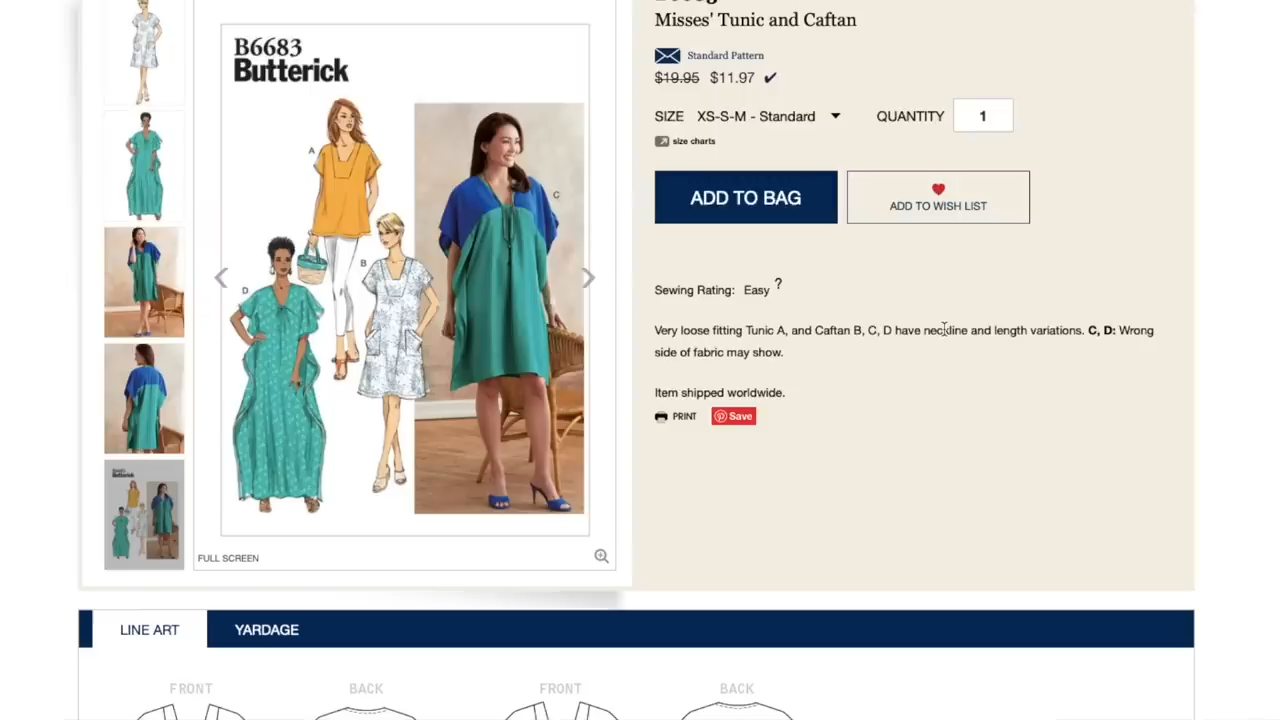 Misses' Tunic and Caftan
Standard Pattern
$19.95 $11.97 ✔
SIZE XS-S-M - Standard QUANTITY 1
size charts
ADD TO BAG
ADD TO WISH LIST
Sewing Rating: Easy ?
Very loose fitting Tunic A, and Caftan B, C, D have neckline and length variations. C, D: Wrong
side of fabric may show.
Item shipped worldwide.
PRINT Save
B6683
Butterick
A
B
C
D
FULL SCREEN
LINE ART YARDAGE
FRONT BACK FRONT BACK